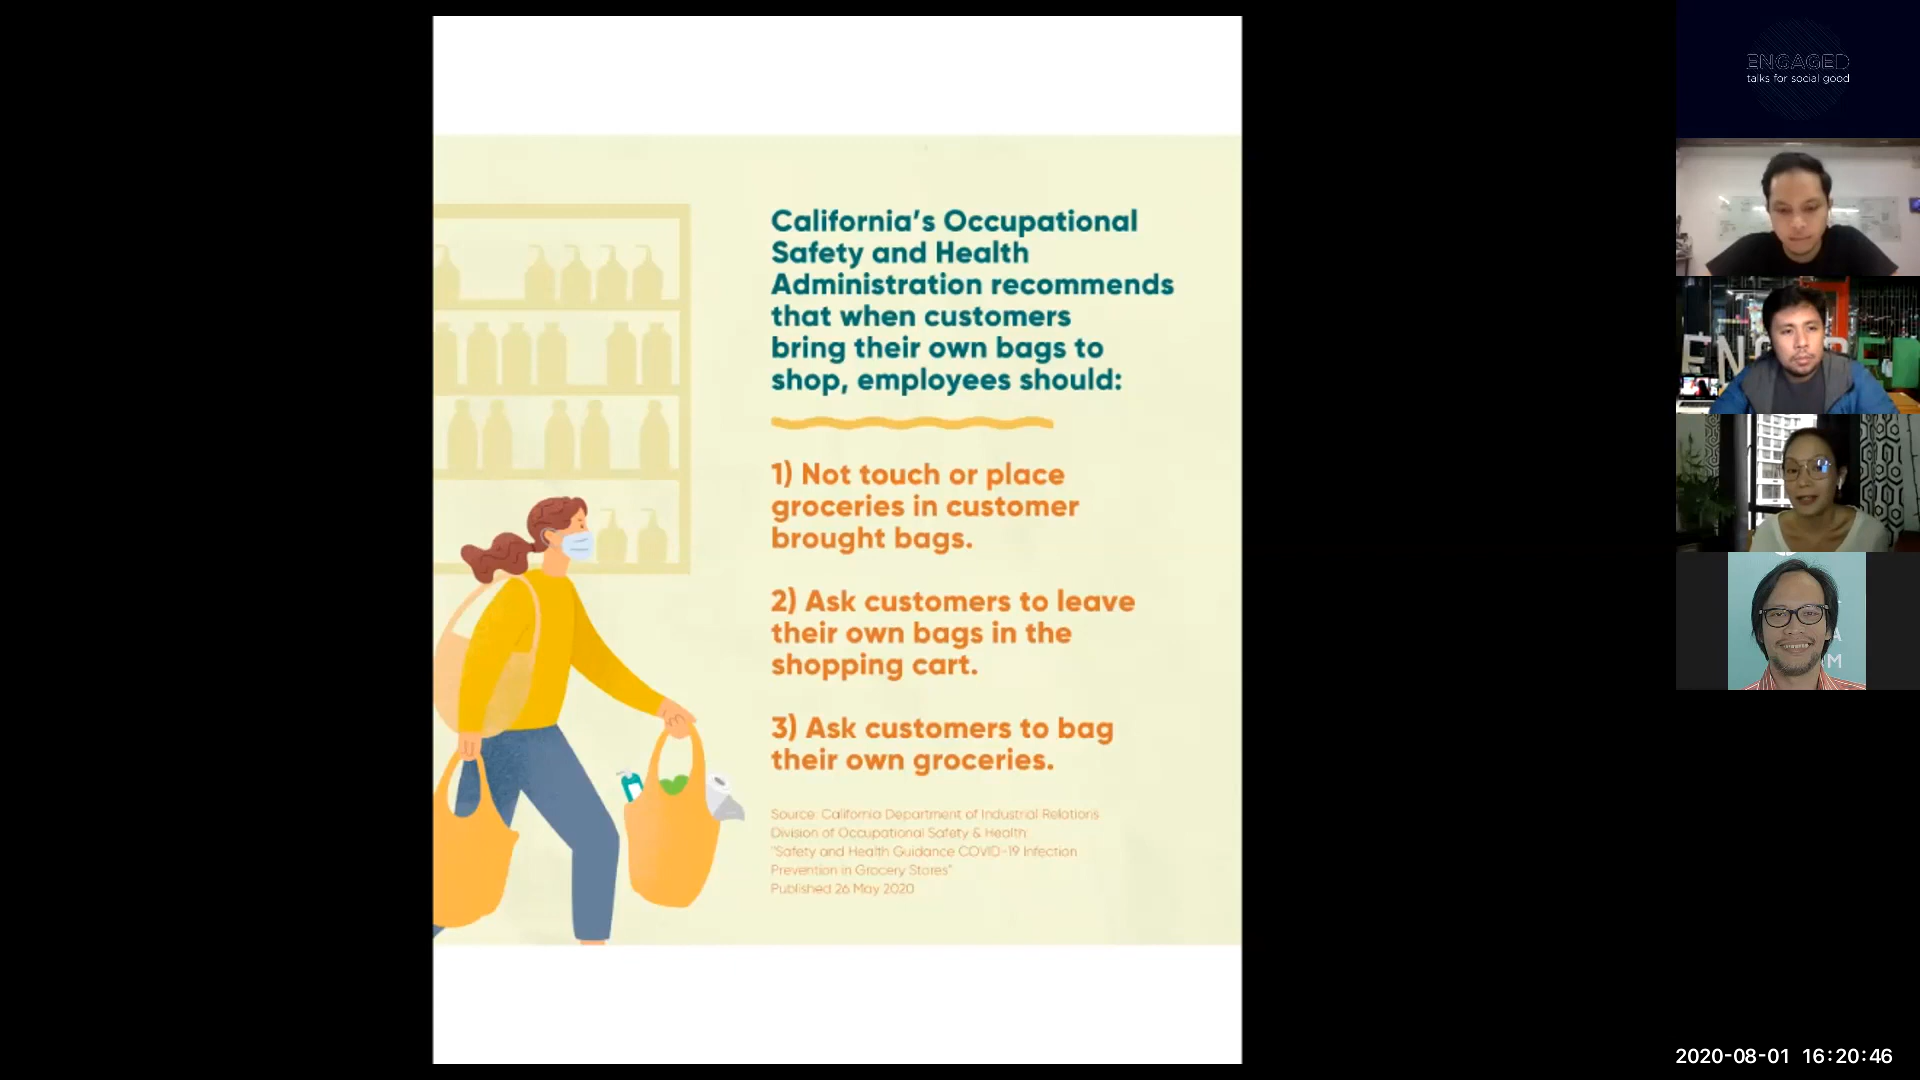 California's Occupational
Safety and Health
Administration recommends
that when customers
bring their own bags to
shop, employees should:
1) Not touch or place
groceries in customer
brought bags.
2) Ask customers to leave
their own bags in the
shopping cart.
3) Ask customers to bag
their own groceries.
Source: California Department of Industrial Relations
Division of Occupational Safety & Health
"Safety and Health Guidance COVID-19 Infection
Prevention in Grocery Stores"
Published 26 May 2020
ENGAGED
talks for social good
2020-08-01 16:20:46